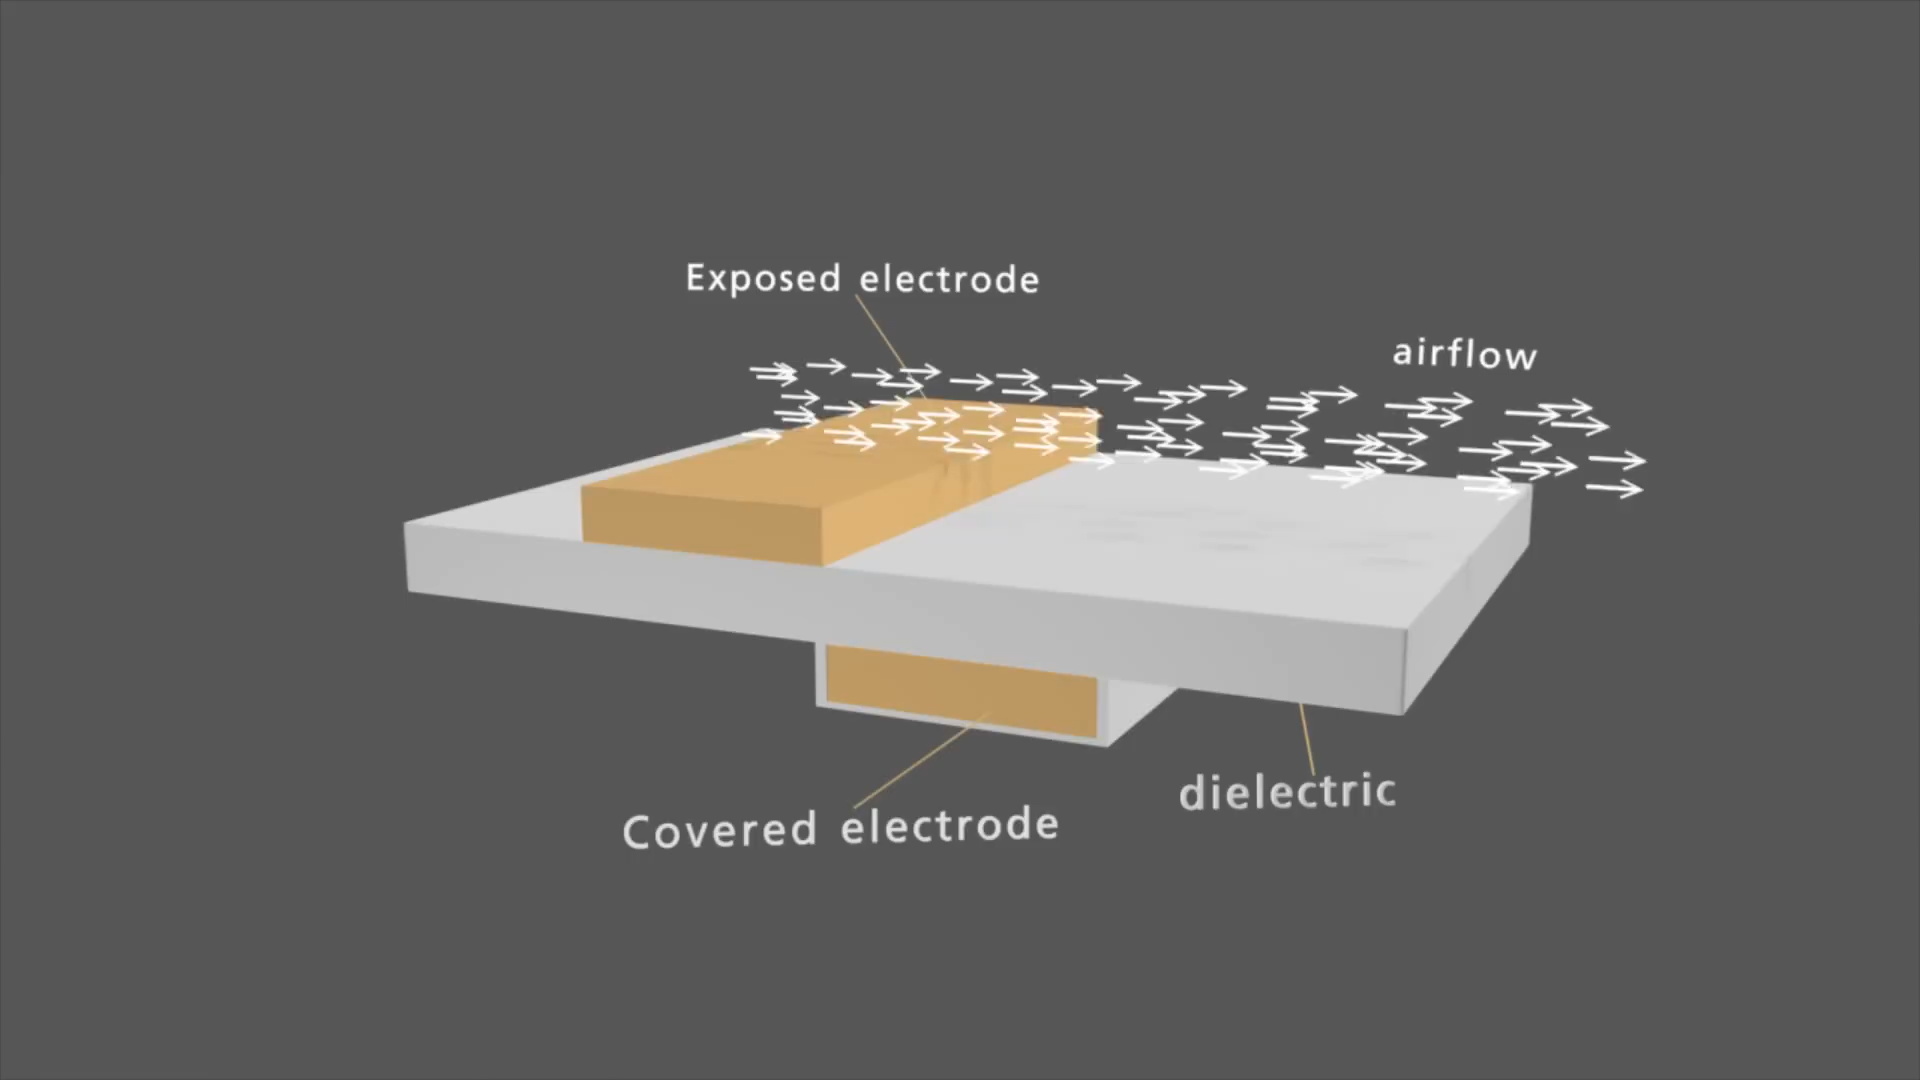 Exposed electrode
airflow
dielectric
Covered electrode